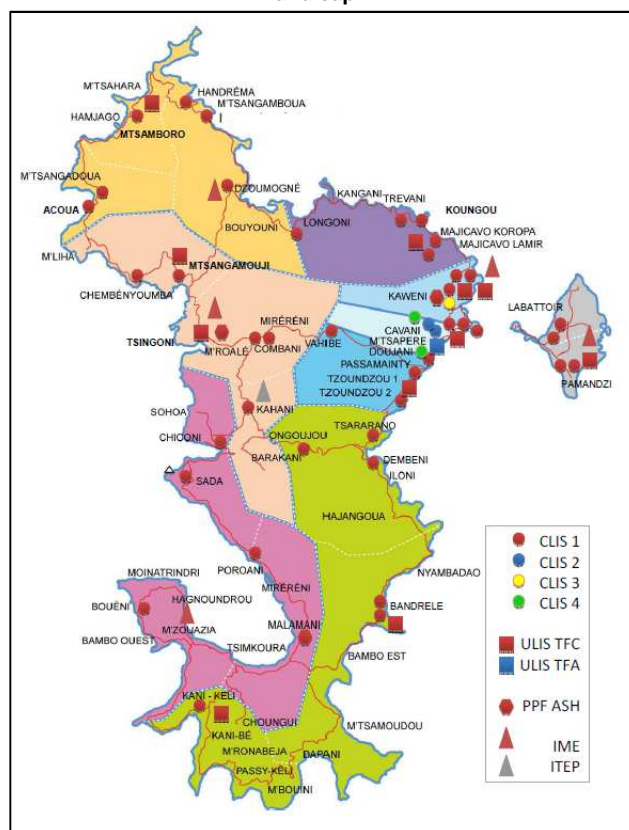 M'TSAHARA
HANDRÉMA
M'TSANGAMBOUA
HAMJAGO
MTSAMBORO
M'TSANGADOUA
DZOUMOGNÉ
ACOUA
KANGANI
TREVANI
KOUNGOU
BOUYOUNI
LONGONI
MAJICAVO KOROPA
MAJICAVO LAMIR
M'LIHA
MTSANGAMOUJI
CHEMBÉNYOUMBA
KAWENI
LABATTOIR
TSINGONI
MIRÉRÉNI
CAVANI
M'TSAPERE
M'ROALÉ
COMBANI
VAHIBE
DOUJANI
PASSAMAINTY
PAMANDZI
TZOUNDZOU 1
TZOUNDZOU 2
SOHOA
KAHANI
TSARARANO
CHICONI
ONGOUJOU
BARAKANI
DEMBENI
ILONI
SADA
HAJANGOUA
POROANI
NYAMBADAO
MOINATRINDRI
MIRÉRÉNI
HAGNOUNDROU
BOUÉNI
BANDRELE
M'ZOUAZIA
MALAMANI
BAMBO OUEST
TSIMKOURA
BAMBO EST
KANI - KELI
CHOUNGUI
M'TSAMOUDOU
KANI-BÉ
M'RONABEJA
DAPANI
PASSY-KELI
M'BOUINI
CLIS 1
CLIS 2
CLIS 3
CLIS 4
ULIS TFC
ULIS TFA
PPF ASH
IME
ITEP